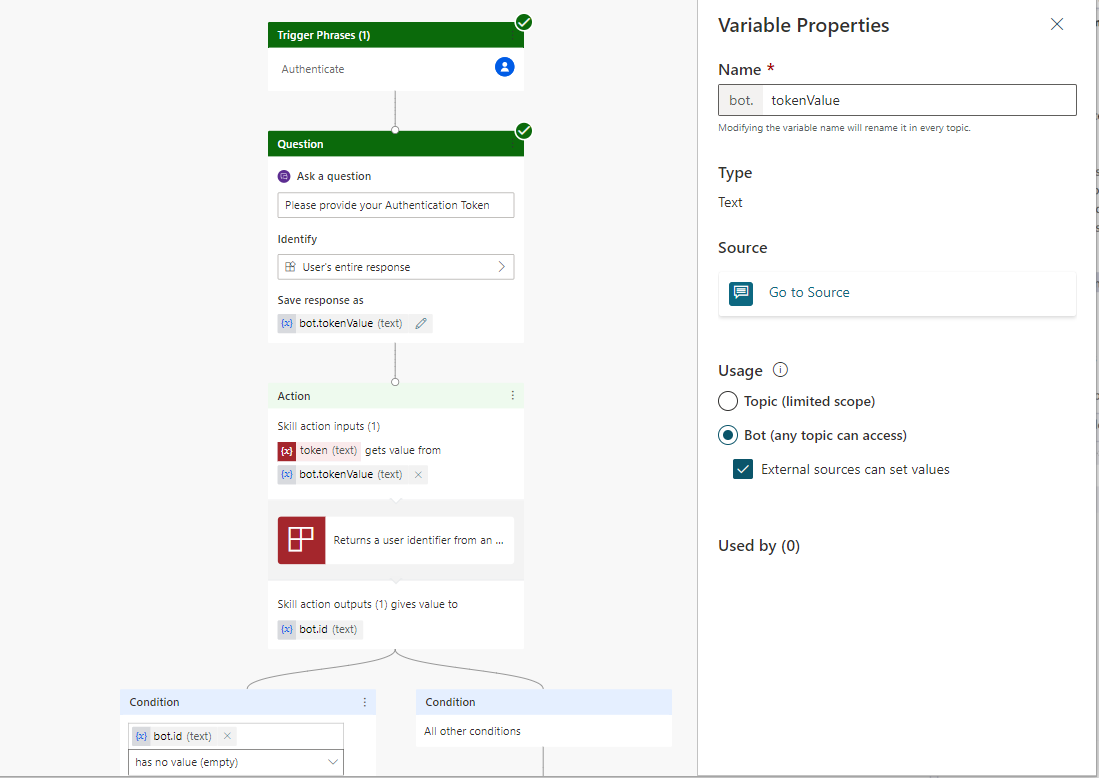 Trigger Phrases (1)
Authenticate
Question
Ask a question
Please provide your Authentication Token
Identify
User's entire response
Save response as
{x} bot.tokenValue (text)
Action
Skill action inputs (1)
{x} token (text) gets value from
{x} bot.tokenValue (text)
Returns a user identifier from an ...
Skill action outputs (1) gives value to
{x} bot.id (text)
Condition
{x} bot.id (text)
has no value (empty)
Condition
All other conditions
Variable Properties
Name *
bot. tokenValue
Modifying the variable name will rename it in every topic.
Type
Text
Source
Go to Source
Usage
Topic (limited scope)
Bot (any topic can access)
External sources can set values
Used by (0)